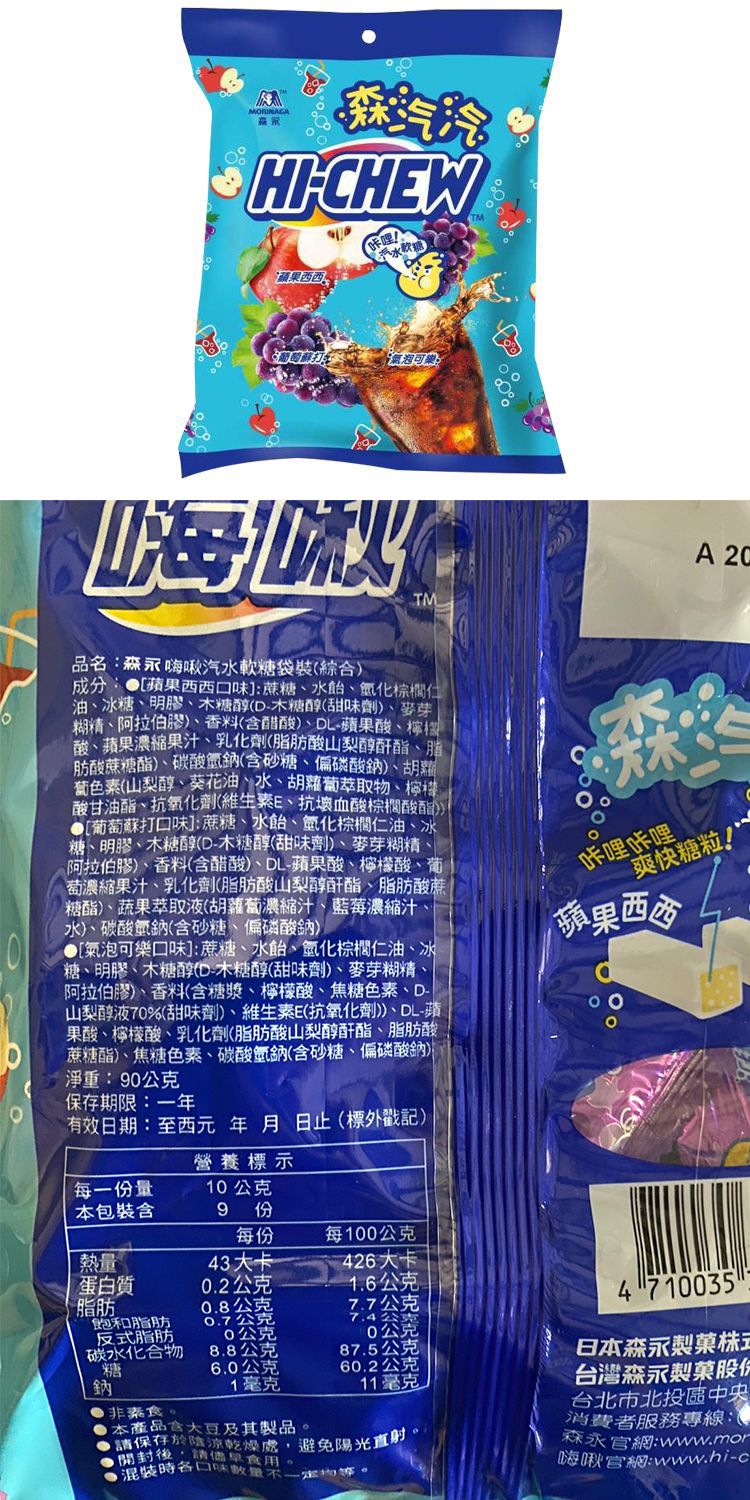 MORINAGA
TM
森永
森汽汽
HI-CHEW
TM
咔哩!
汽水軟糖
蘋果西西
葡萄蘇打
氣泡可樂
嗨啾
TM
品名：森永嗨啾汽水軟糖袋裝(綜合)
成分：●[蘋果西西口味]:蔗糖、水飴、氫化棕櫚仁
油、冰糖、明膠、木糖醇(D-木糖醇(甜味劑)、麥芽
糊精、阿拉伯膠)、香料(含醋酸)、DL-蘋果酸、檸檬
酸、蘋果濃縮果汁、乳化劑(脂肪酸山梨醇酐酯、脂
肪酸蔗糖酯)、碳酸氫鈉(含砂糖、偏磷酸鈉)、胡蘿
蔔色素(山梨醇、葵花油、水、胡蘿蔔萃取物、檸檬
酸甘油酯、抗氧化劑(維生素E、抗壞血酸棕櫚酸酯))
●[葡萄蘇打口味]:蔗糖、水飴、氫化棕櫚仁油、冰
糖、明膠、木糖醇(D-木糖醇(甜味劑)、麥芽糊精、
阿拉伯膠)、香料(含醋酸)、DL-蘋果酸、檸檬酸、葡
萄濃縮果汁、乳化劑(脂肪酸山梨醇酐酯、脂肪酸蔗
糖酯)、蔬果萃取液(胡蘿蔔濃縮汁、藍莓濃縮汁、
水)、碳酸氫鈉(含砂糖、偏磷酸鈉)
●[氣泡可樂口味]:蔗糖、水飴、氫化棕櫚仁油、冰
糖、明膠、木糖醇(D-木糖醇(甜味劑)、麥芽糊精、
阿拉伯膠)、香料(含糖漿、檸檬酸、焦糖色素、D-
山梨醇液70%(甜味劑)、維生素E(抗氧化劑))、DL-蘋
果酸、檸檬酸、乳化劑(脂肪酸山梨醇酐酯、脂肪酸
蔗糖酯)、焦糖色素、碳酸氫鈉(含砂糖、偏磷酸鈉)
淨重：90公克
保存期限：一年
有效日期：至西元 年 月 日止(標外戳記)
營養標示
每一份量 10 公克
本包裝含 9 份
每份 每100公克
熱量 43大卡 426大卡
蛋白質 0.2公克 1.6公克
脂肪 0.8公克 7.7公克
飽和脂肪 0.7公克 7.4公克
反式脂肪 0公克 0公克
碳水化合物 8.8公克 87.5公克
糖 6.0公克 60.2公克
鈉 1毫克 11毫克
●非素食。
●本產品含大豆及其製品。
●請保存於陰涼乾燥處，避免陽光直射。
●開封後，請儘早食用。
●混裝時各口味數量不一定均等。
A 20
森汽
咔哩咔哩
爽快糖粒!
蘋果西西
4 710035
日本森永製菓株式
台灣森永製菓股份
台北市北投區中央
消費者服務專線:
森永官網:www.mor
嗨啾官網:www.hi-c